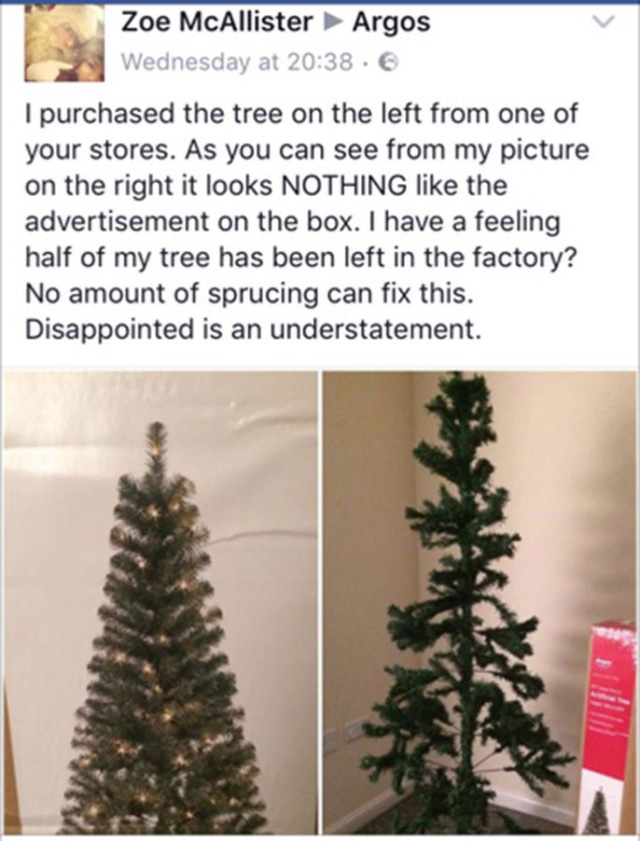 Zoe McAllister ▶ Argos
Wednesday at 20:38 ·
I purchased the tree on the left from one of
your stores. As you can see from my picture
on the right it looks NOTHING like the
advertisement on the box. I have a feeling
half of my tree has been left in the factory?
No amount of sprucing can fix this.
Disappointed is an understatement.
Argos
Artificial Tree